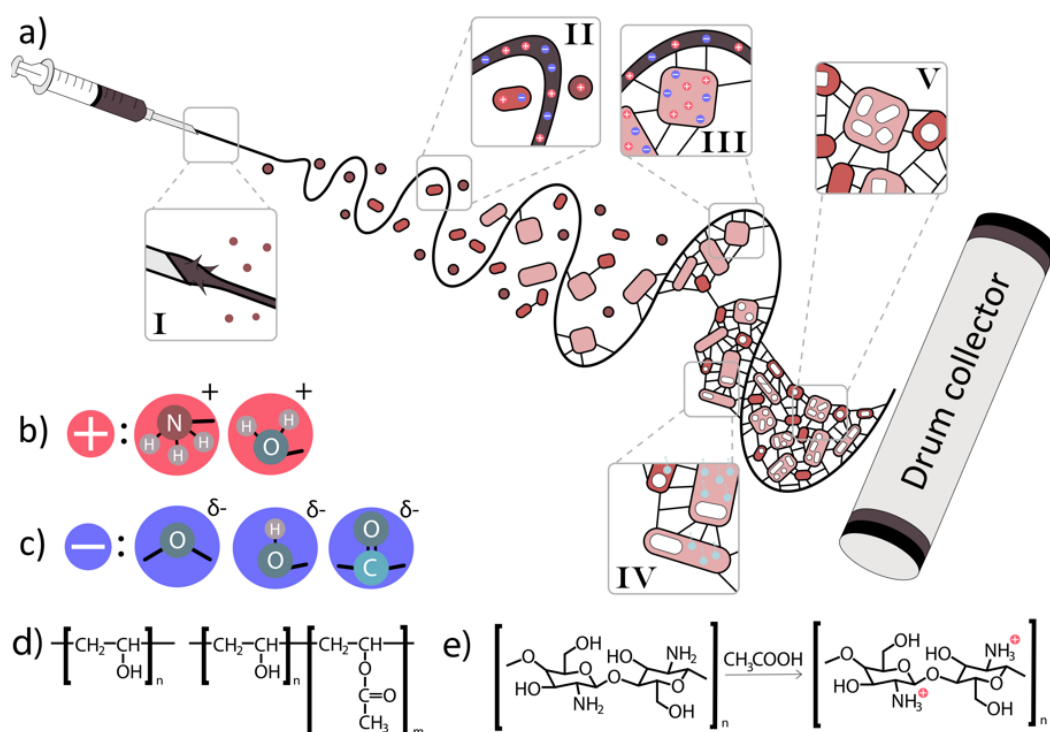 a)
I
II
III
V
IV
Drum collector
b) + : N H H H + H H O +
c) − : O δ- H O δ- O C δ-
d) [CH₂-CH OH]n [CH₂-CH OH]n [CH₂-CH O C=O CH₃]m
e) [O OH HO NH₂ O HO NH₂ O OH]n CH₃COOH [O OH HO NH₃ + O HO NH₃ + O OH]n